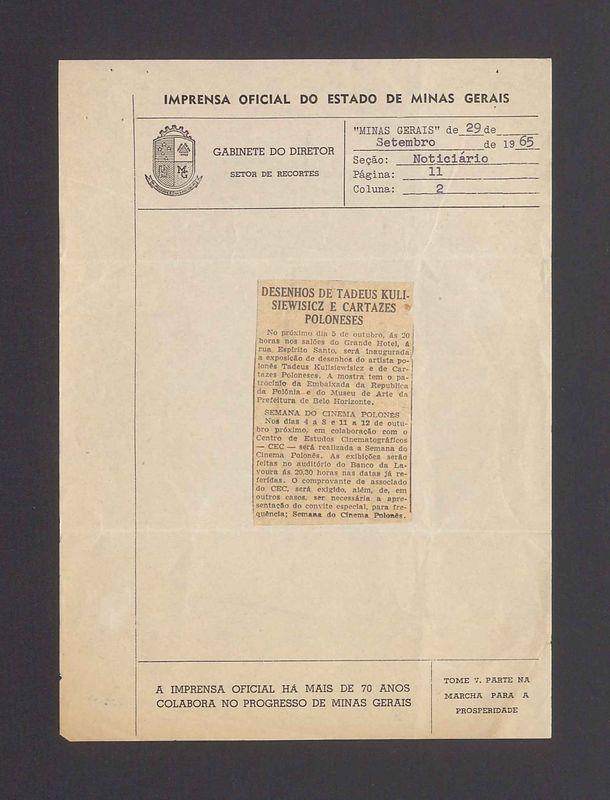 IMPRENSA OFICIAL DO ESTADO DE MINAS GERAIS
GABINETE DO DIRETOR
SETOR DE RECORTES
"MINAS GERAIS" de 29 de
Setembro de 1965
Seção: Noticiário
Página: 11
Coluna: 2
DESENHOS DE TADEUS KULI-
SIEWISICZ E CARTAZES
POLONESES
No próximo dia 5 de outubro, ás 20
horas nos salões do Grande Hotel, á
rua Espírito Santo, será inaugurada
a exposição de desenhos do artista po-
lonês Tadeus Kulisiewisicz e de Car-
tazes Poloneses. A mostra tem o pa-
trocínio da Embaixada da Republica
da Polônia e do Museu de Arte da
Prefeitura de Belo Horizonte.
SEMANA DO CINEMA POLONÊS
Nos dias 4 a 8 e 11 a 12 de outu-
bro próximo, em colaboração com o
Centro de Estudos Cinematográficos
— CEC — será realizada a Semana do
Cinema Polonês. As exibições serão
feitas no auditório do Banco da La-
voura ás 20,30 horas nas datas já re-
feridas. O comprovante de associado
do CEC, será exigido, além, de, em
outros casos, ser necessária a apre-
sentação do convite especial, para fre-
quência; Semana do Cinema Polonês.
A IMPRENSA OFICIAL HÁ MAIS DE 70 ANOS
COLABORA NO PROGRESSO DE MINAS GERAIS
TOME V. PARTE NA
MARCHA PARA A
PROSPERIDADE